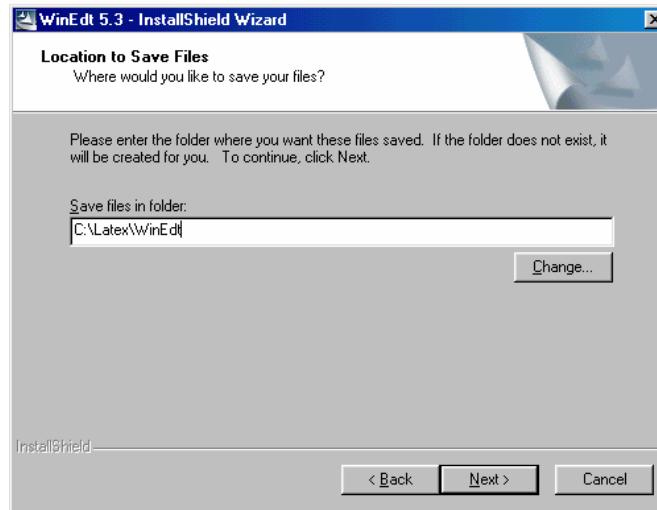 WinEdt 5.3 - InstallShield Wizard
Location to Save Files
Where would you like to save your files?
Please enter the folder where you want these files saved.  If the folder does not exist, it
will be created for you.   To continue, click Next.
Save files in folder:
C:\Latex\WinEdt
Change...
InstallShield
< Back
Next >
Cancel